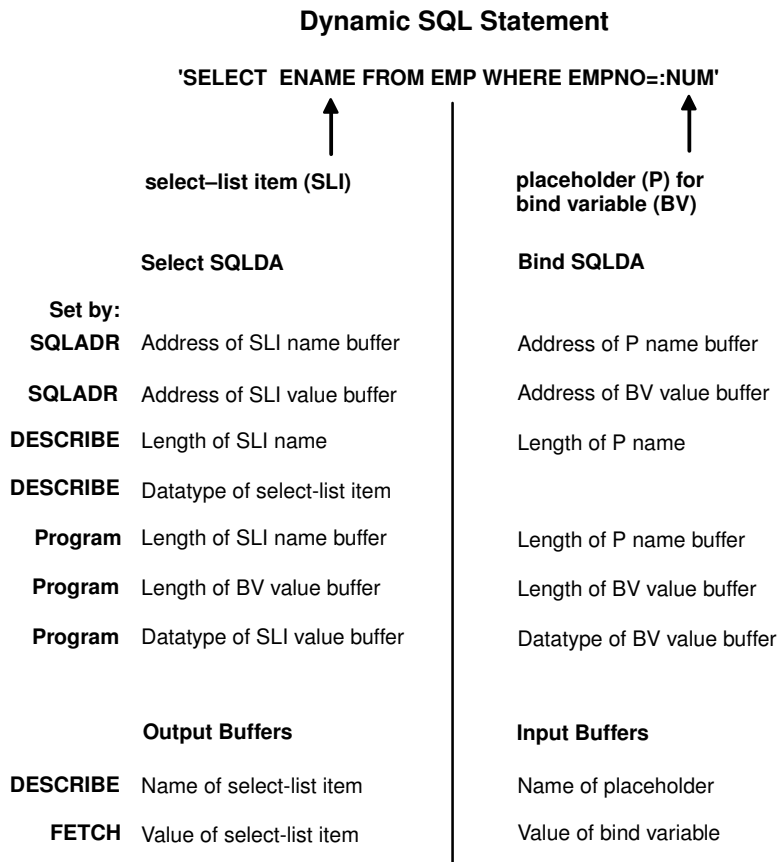 Dynamic SQL Statement
'SELECT ENAME FROM EMP WHERE EMPNO=:NUM'
select–list item (SLI)
placeholder (P) for
bind variable (BV)
Select SQLDA
Bind SQLDA
Set by:
SQLADR Address of SLI name buffer Address of P name buffer
SQLADR Address of SLI value buffer Address of BV value buffer
DESCRIBE Length of SLI name Length of P name
DESCRIBE Datatype of select-list item
Program Length of SLI name buffer Length of P name buffer
Program Length of BV value buffer Length of BV value buffer
Program Datatype of SLI value buffer Datatype of BV value buffer
Output Buffers Input Buffers
DESCRIBE Name of select-list item Name of placeholder
FETCH Value of select-list item Value of bind variable